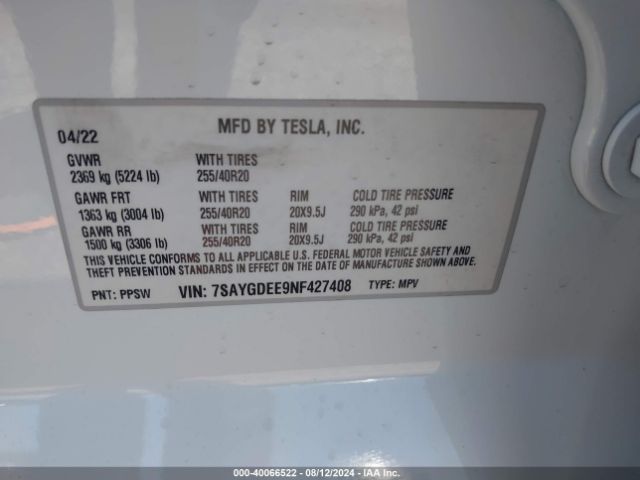 MFD BY TESLA, INC.
04/22
GVWR WITH TIRES
2369 kg (5224 lb) 255/40R20
GAWR FRT WITH TIRES RIM COLD TIRE PRESSURE
1363 kg (3004 lb) 255/40R20 20X9.5J 290 kPa, 42 psi
GAWR RR WITH TIRES RIM COLD TIRE PRESSURE
1500 kg (3306 lb) 255/40R20 20X9.5J 290 kPa, 42 psi
THIS VEHICLE CONFORMS TO ALL APPLICABLE U.S. FEDERAL MOTOR VEHICLE SAFETY AND
THEFT PREVENTION STANDARDS IN EFFECT ON THE DATE OF MANUFACTURE SHOWN ABOVE.
PNT: PPSW VIN: 7SAYGDEE9NF427408 TYPE: MPV
000-40066522 - 08/12/2024 - IAA Corp.